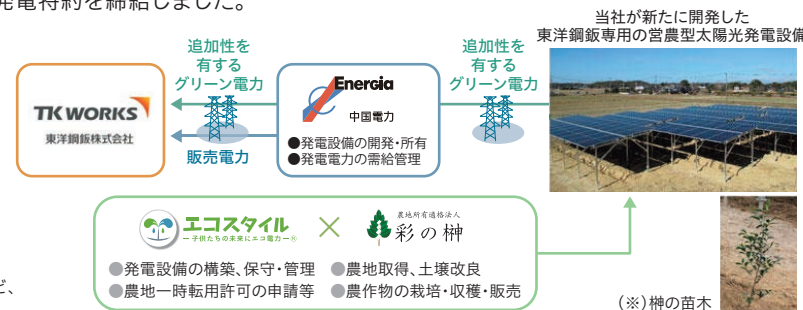 発電特約を締結しました。
当社が新たに開発した
東洋鋼鈑専用の営農型太陽光発電設備
追加性を
有する
グリーン電力
TK WORKS
東洋鋼鈑株式会社
販売電力
Energia
中国電力
●発電設備の開発・所有
●発電電力の需給管理
追加性を
有する
グリーン電力
エコスタイル
ー子供たちの未来にエコ電力ー®
×
農地所有適格法人
彩の榊
●発電設備の構築、保守・管理 ●農地取得、土壌改良
●農地一時転用許可の申請等 ●農作物の栽培・収穫・販売
ど、
(※)榊の苗木